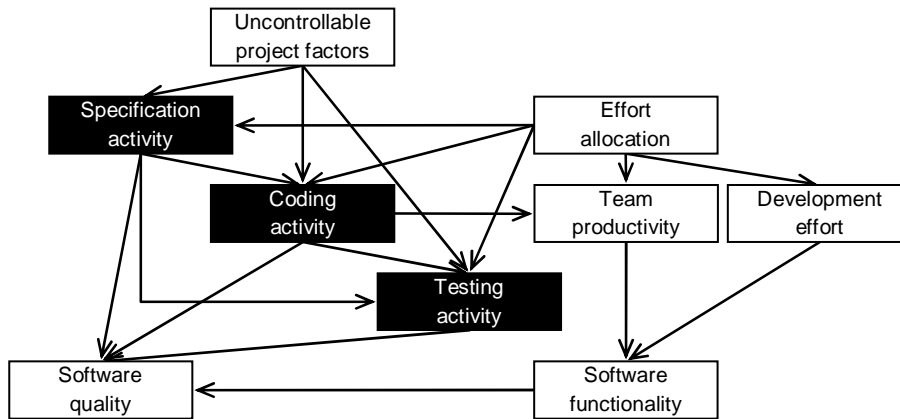 Uncontrollable
project factors
Specification
activity
Effort
allocation
Coding
activity
Team
productivity
Development
effort
Testing
activity
Software
quality
Software
functionality